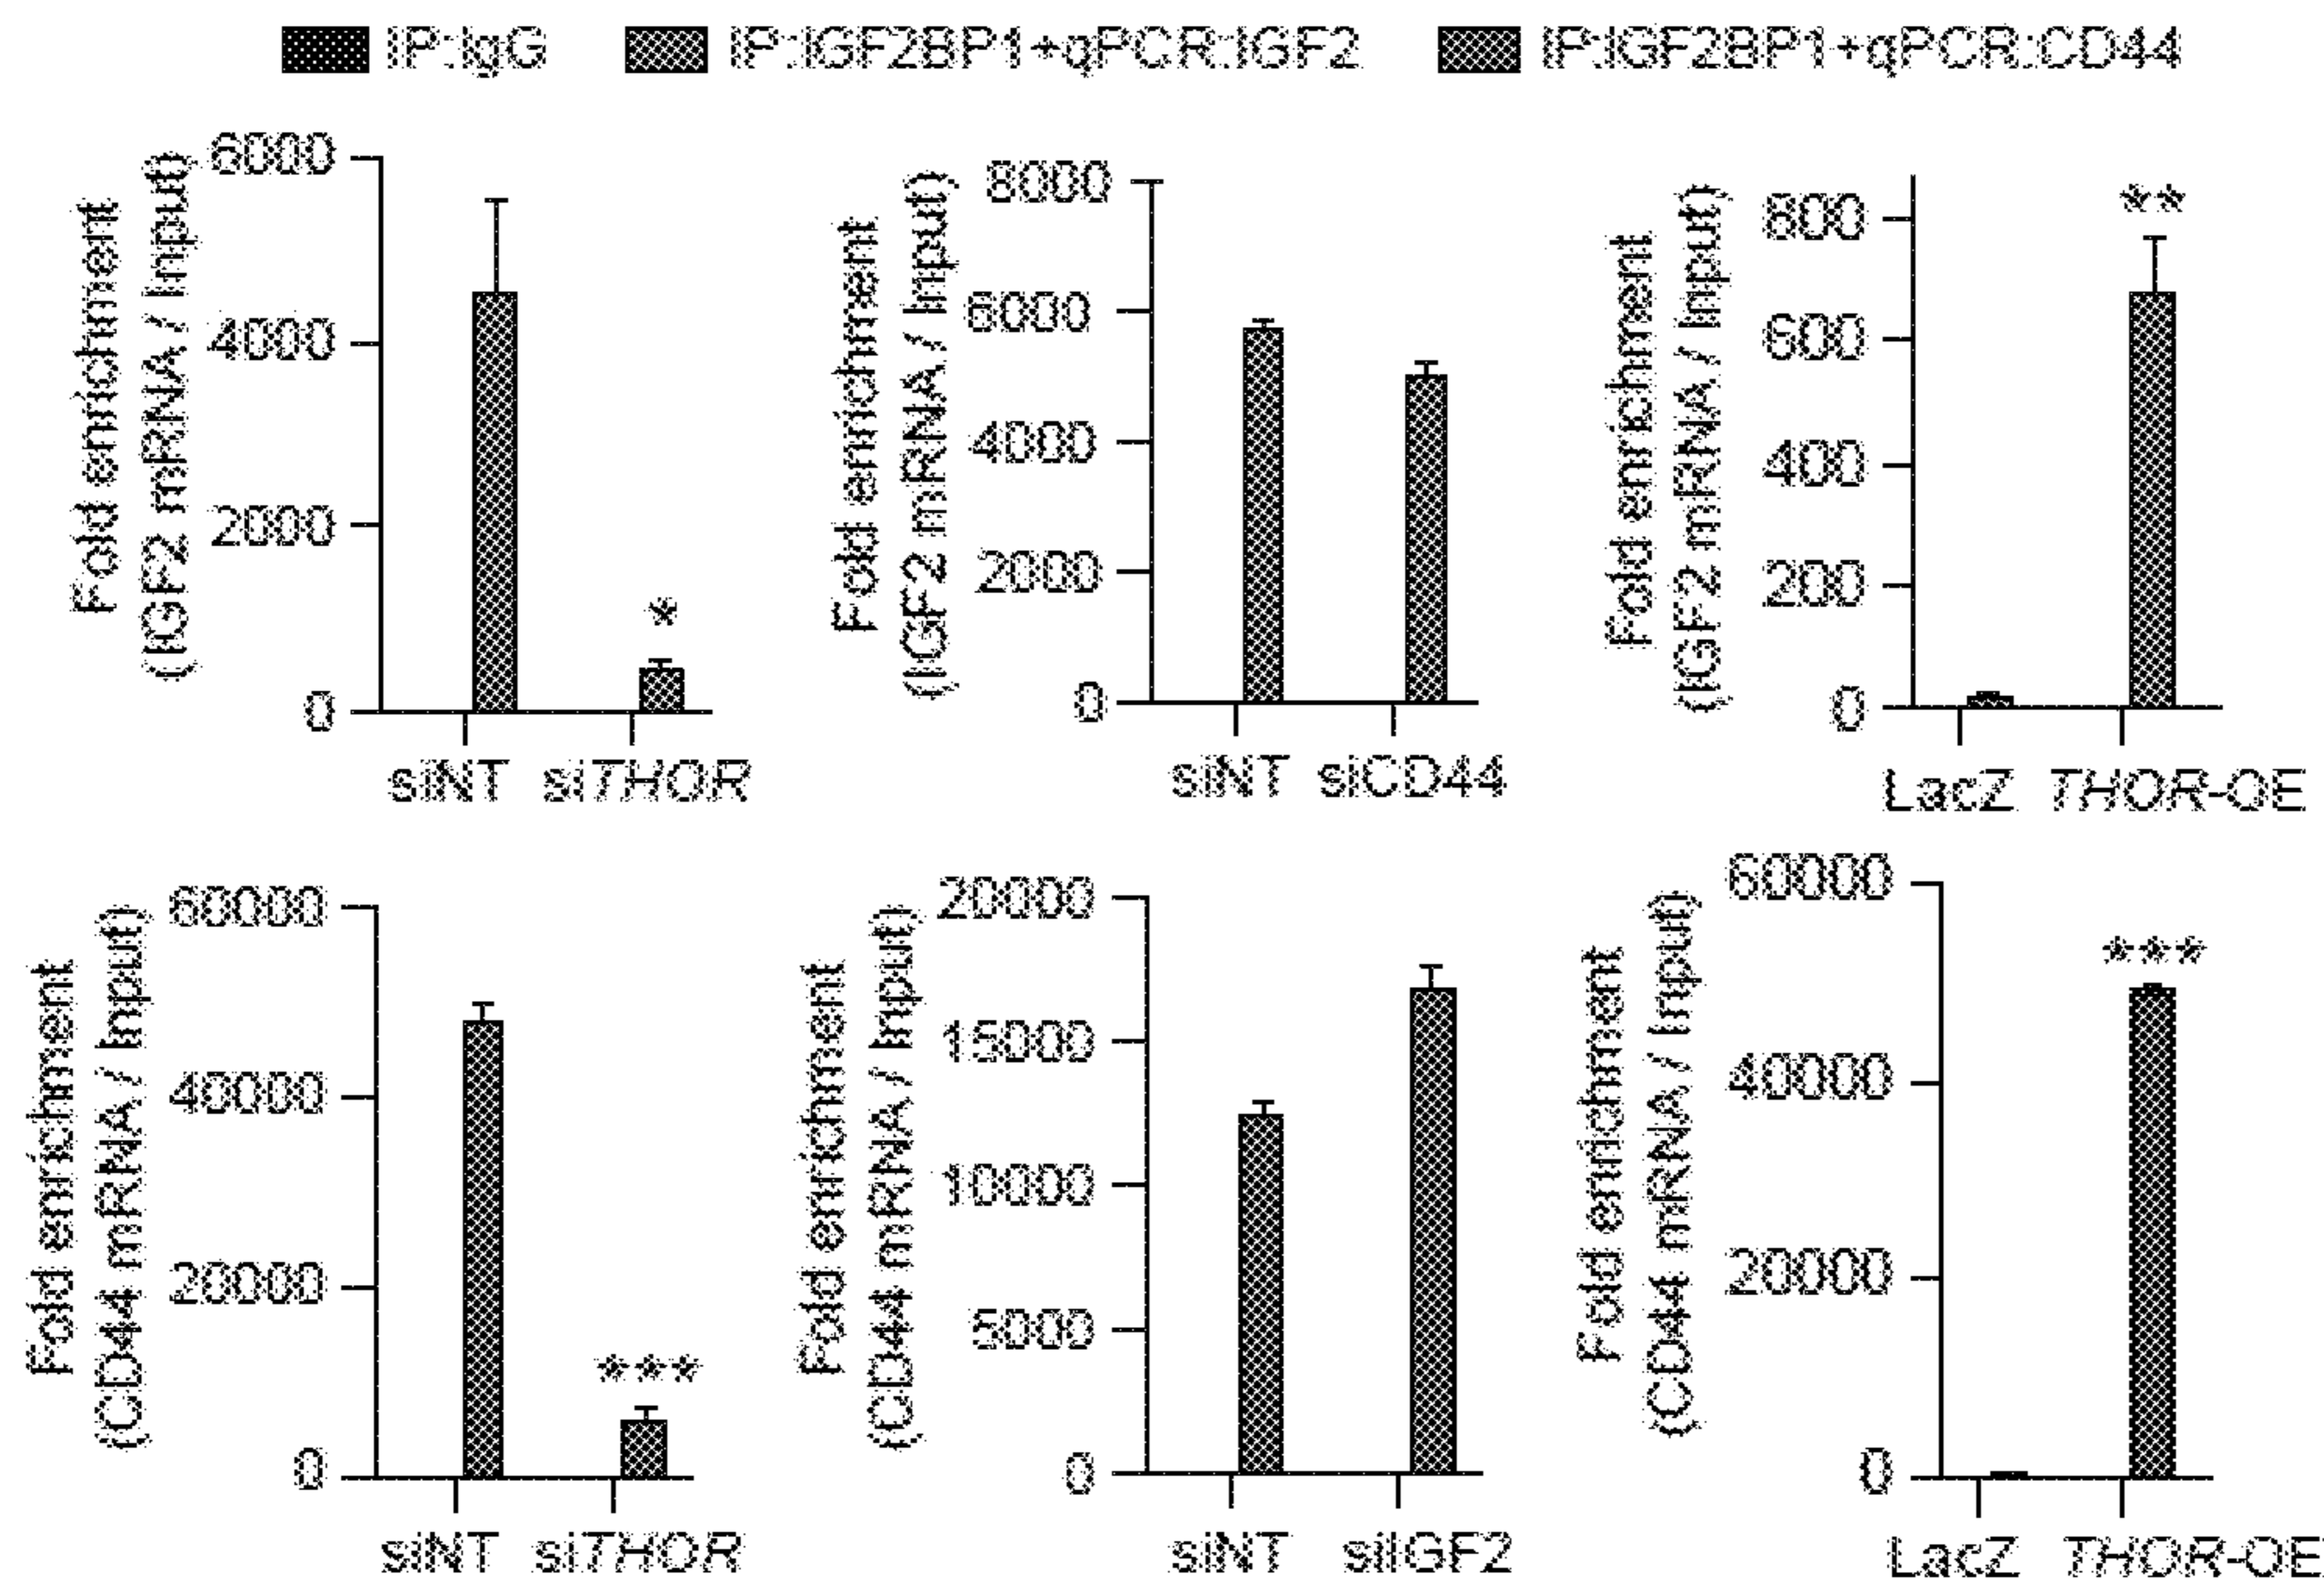 IP:IgG IP:IGF2BP1+qPCR:IGF2 IP:IGF2BP1+qPCR:CD44
Fold enrichment
(IGF2 mRNA / Input)
6000
4000
2000
0
siNT siTHOR
*
Fold enrichment
(IGF2 mRNA / Input)
8000
6000
4000
2000
0
siNT siCD44
Fold enrichment
(IGF2 mRNA / Input)
800
600
400
200
0
**
LacZ THOR-OE
Fold enrichment
(CD44 mRNA / Input)
60000
40000
20000
0
***
siNT siTHOR
Fold enrichment
(CD44 mRNA / Input)
20000
15000
10000
5000
0
siNT siIGF2
Fold enrichment
(CD44 mRNA / Input)
60000
40000
20000
0
***
LacZ THOR-OE